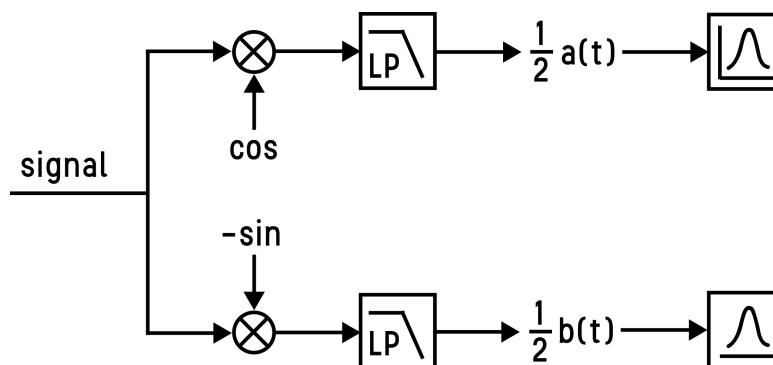 LP
1/2 a(t)
cos
signal
-sin
LP
1/2 b(t)